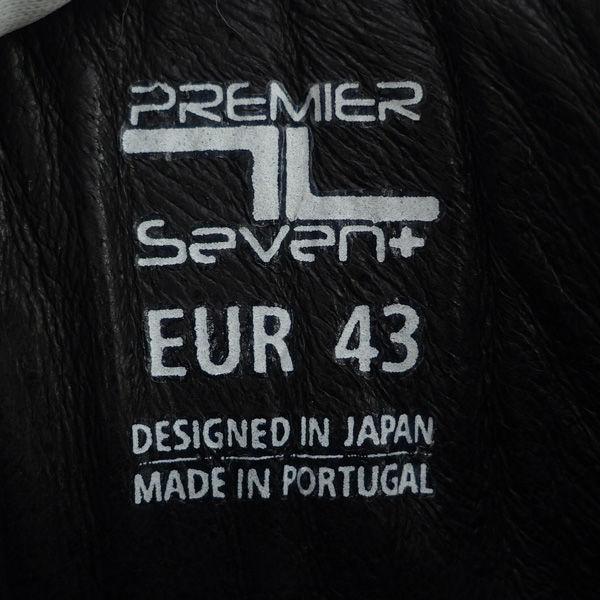 PREMIER
Seven+
EUR 43
DESIGNED IN JAPAN
MADE IN PORTUGAL